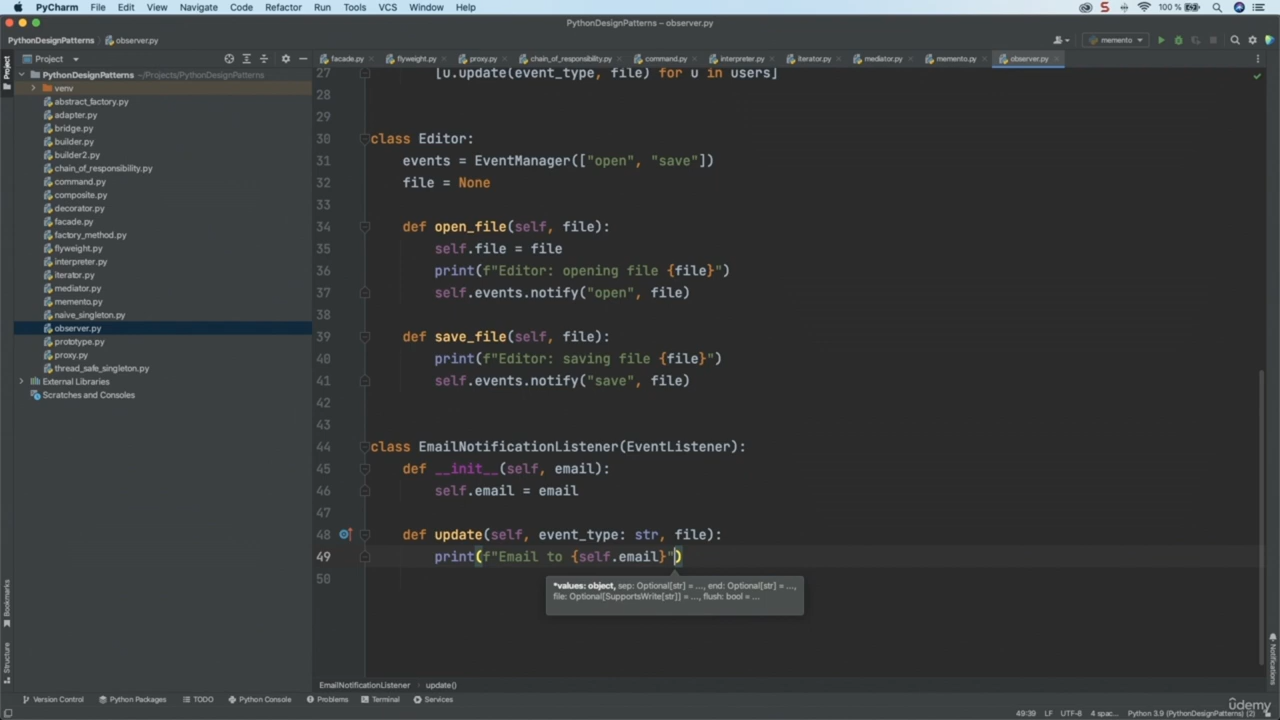 PyCharm File Edit View Navigate Code Refactor Run Tools VCS Window Help 100 %
PythonDesignPatterns – observer.py
PythonDesignPatterns observer.py memento
Project
facade.py flyweight.py proxy.py chain_of_responsibility.py command.py interpreter.py iterator.py mediator.py memento.py observer.py
Project
PythonDesignPatterns ~/Projects/PythonDesignPatterns
venv
abstract_factory.py
adapter.py
bridge.py
builder.py
builder2.py
chain_of_responsibility.py
command.py
composite.py
decorator.py
facade.py
factory_method.py
flyweight.py
interpreter.py
iterator.py
mediator.py
memento.py
naive_singleton.py
observer.py
prototype.py
proxy.py
thread_safe_singleton.py
External Libraries
Scratches and Consoles
27 [u.update(event_type, file) for u in users]
28
29
30 class Editor:
31 events = EventManager(["open", "save"])
32 file = None
33
34 def open_file(self, file):
35 self.file = file
36 print(f"Editor: opening file {file}")
37 self.events.notify("open", file)
38
39 def save_file(self, file):
40 print(f"Editor: saving file {file}")
41 self.events.notify("save", file)
42
43
44 class EmailNotificationListener(EventListener):
45 def __init__(self, email):
46 self.email = email
47
48 def update(self, event_type: str, file):
49 print(f"Email to {self.email}")
50
*values: object, sep: Optional[str] = ..., end: Optional[str] = ...,
file: Optional[SupportsWrite[str]] = ..., flush: bool = ...
Bookmarks
Structure
Notifications
EmailNotificationListener update()
Version Control Python Packages TODO Python Console Problems Terminal Services
49:39 LF UTF-8 4 spac... Python 3.9 (PythonDesignPatterns) (2)
udemy